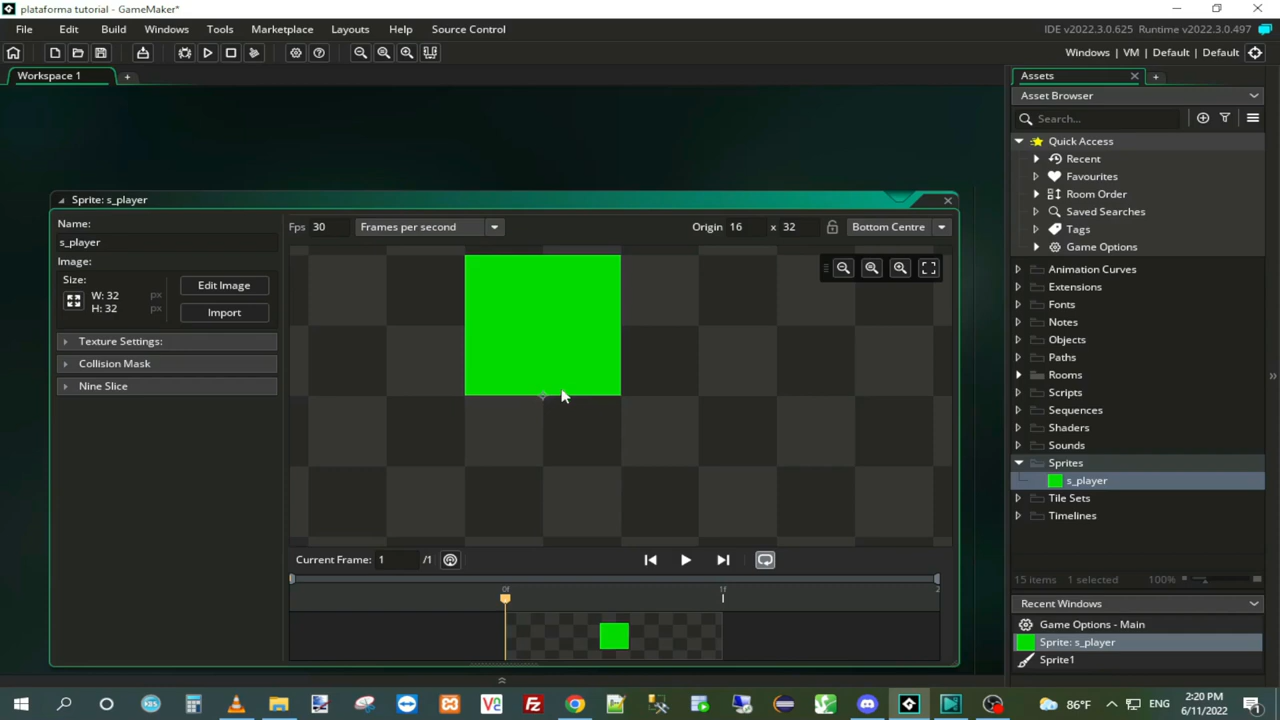 plataforma tutorial - GameMaker*
File Edit Build Windows Tools Marketplace Layouts Help Source Control
IDE v2022.3.0.625 Runtime v2022.3.0.497
Windows | VM | Default | Default
Workspace 1
Assets
Asset Browser
Search...
Quick Access
Recent
Favourites
Room Order
Saved Searches
Tags
Game Options
Animation Curves
Extensions
Fonts
Notes
Objects
Paths
Rooms
Scripts
Sequences
Shaders
Sounds
Sprites
s_player
Tile Sets
Timelines
15 items 1 selected 100%
Recent Windows
Game Options - Main
Sprite: s_player
Sprite1
Sprite: s_player
Name:
s_player
Image:
Size:
W: 32 px
H: 32 px
Edit Image
Import
Texture Settings:
Collision Mask
Nine Slice
Fps 30 Frames per second Origin 16 x 32 Bottom Centre
Current Frame: 1 /1
0f 1f 2
86°F ENG
2:20 PM
6/11/2022